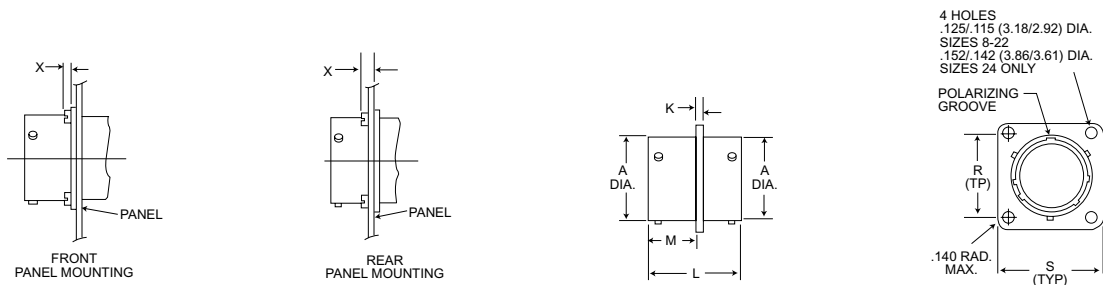 X
PANEL
FRONT
PANEL MOUNTING
X
PANEL
REAR
PANEL MOUNTING
K
A
DIA.
A
DIA.
M
L
4 HOLES
.125/.115 (3.18/2.92) DIA.
SIZES 8-22
.152/.142 (3.86/3.61) DIA.
SIZES 24 ONLY
POLARIZING
GROOVE
R
(TP)
.140 RAD.
MAX.
S
(TYP)